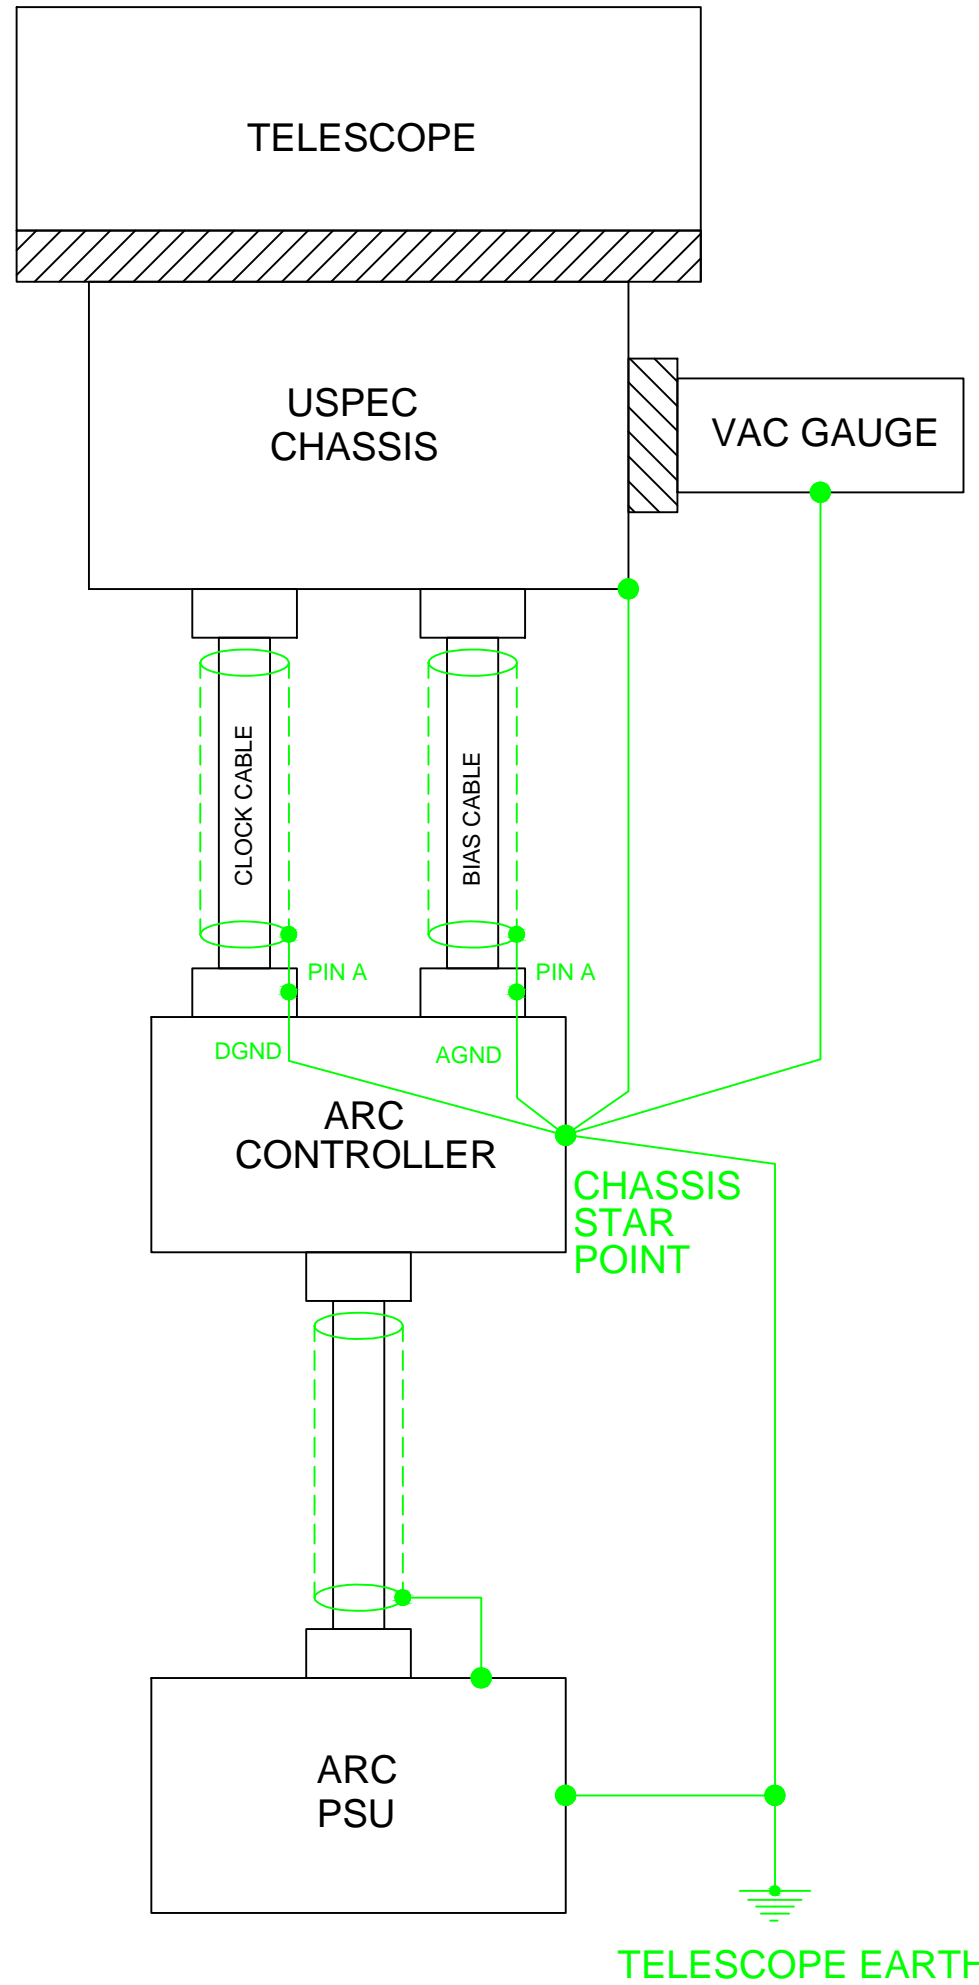 TELESCOPE
USPEC
CHASSIS
VAC GAUGE
CLOCK CABLE
BIAS CABLE
PIN A
PIN A
DGND
AGND
ARC
CONTROLLER
CHASSIS
STAR
POINT
ARC
PSU
TELESCOPE EARTH